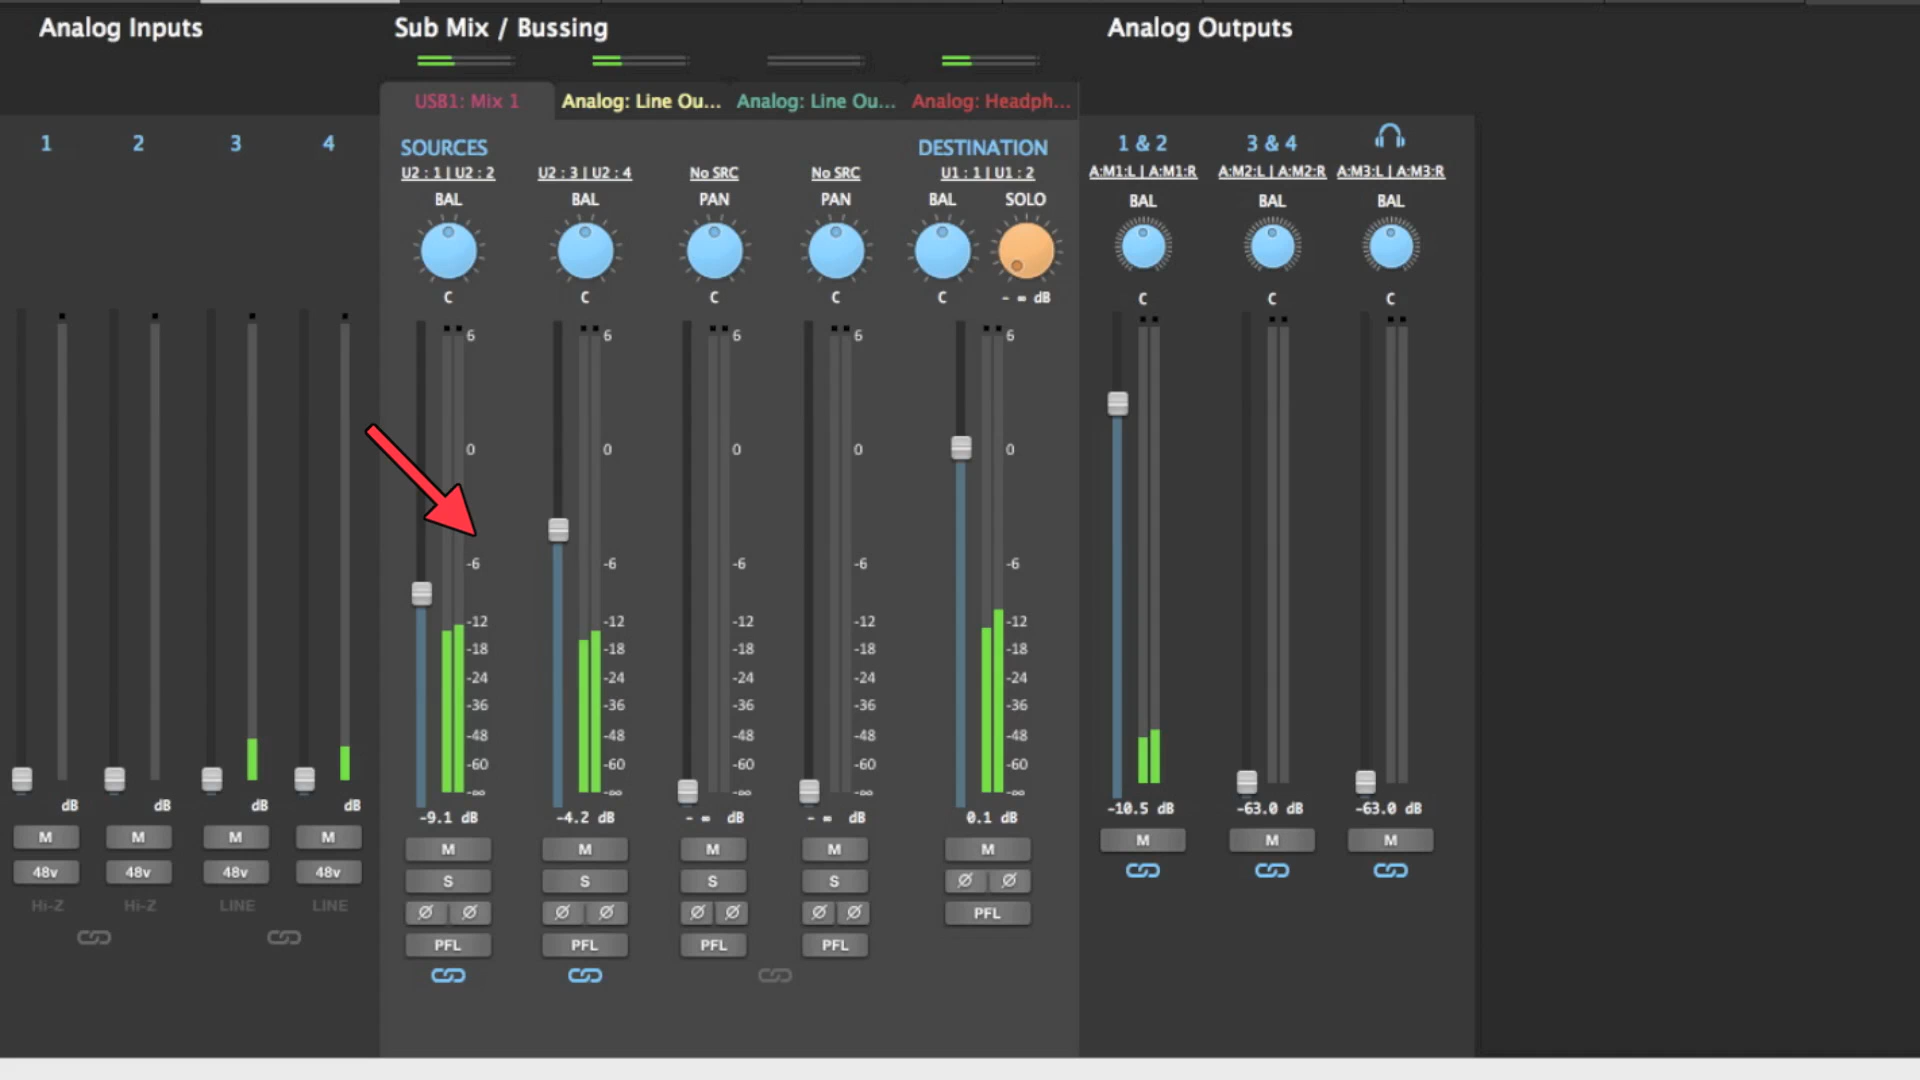 Analog Inputs
Sub Mix / Bussing
Analog Outputs
USB1: Mix 1
Analog: Line Ou...
Analog: Line Ou...
Analog: Headph...
1 2 3 4
SOURCES
DESTINATION
1 & 2
3 & 4
U2 : 1 | U2 : 2
U2 : 3 | U2 : 4
No SRC
No SRC
U1 : 1 | U1 : 2
A:M1:L | A:M1:R
A:M2:L | A:M2:R
A:M3:L | A:M3:R
BAL BAL PAN PAN BAL SOLO BAL BAL BAL
C C C C C - ∞ dB C C C
6 6 6 6 6
0 0 0 0 0
-6 -6 -6 -6 -6
-12 -12 -12 -12 -12
-18 -18 -18 -18 -18
-24 -24 -24 -24 -24
-36 -36 -36 -36 -36
-48 -48 -48 -48 -48
-60 -60 -60 -60 -60
-∞ -∞ -∞ -∞ -∞
dB dB dB dB
-9.1 dB -4.2 dB - ∞ dB - ∞ dB 0.1 dB
-10.5 dB -63.0 dB -63.0 dB
M M M M M M M M M M M M
48v 48v 48v 48v S S S S Ø Ø
Hi-Z Hi-Z LINE LINE Ø Ø Ø Ø Ø Ø Ø Ø PFL
PFL PFL PFL PFL